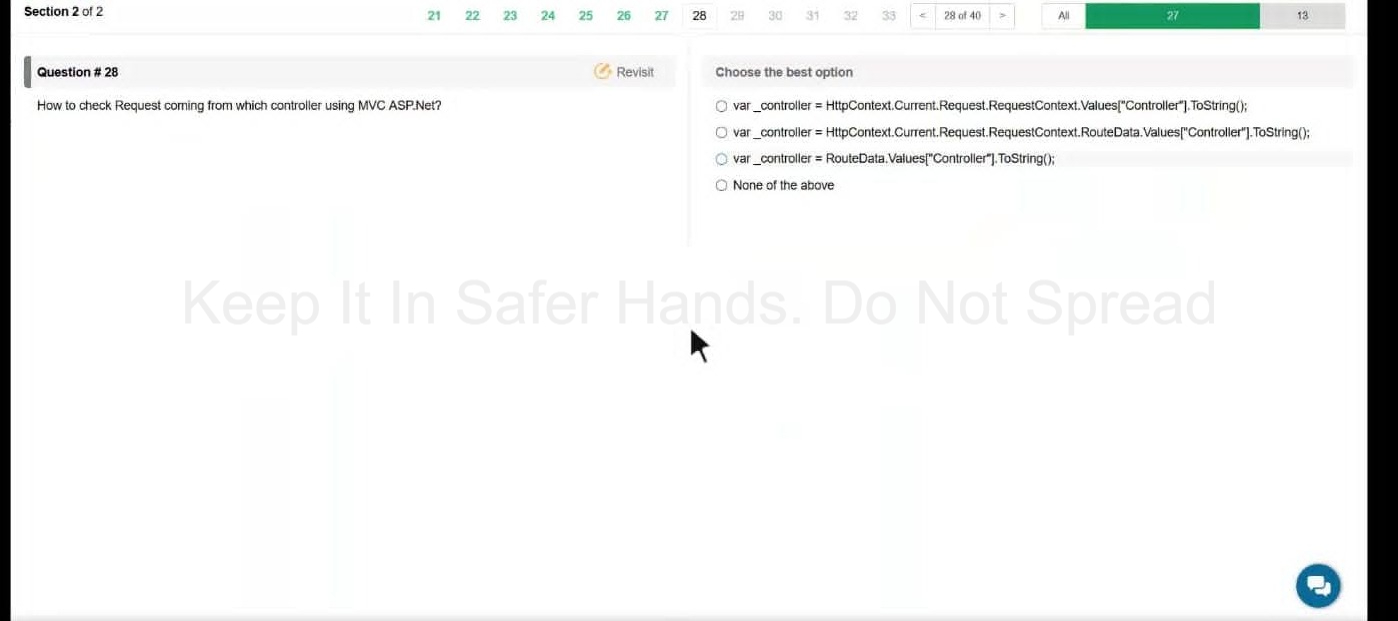 Section 2 of 2
21 22 23 24 25 26 27 28 29 30 31 32 33 < 28 of 40 > All 27 13
Question # 28
Revisit
How to check Request coming from which controller using MVC ASP.Net?
Choose the best option
var _controller = HttpContext.Current.Request.RequestContext.Values["Controller"].ToString();
var _controller = HttpContext.Current.Request.RequestContext.RouteData.Values["Controller"].ToString();
var _controller = RouteData.Values["Controller"].ToString();
None of the above
Keep It In Safer Hands. Do Not Spread